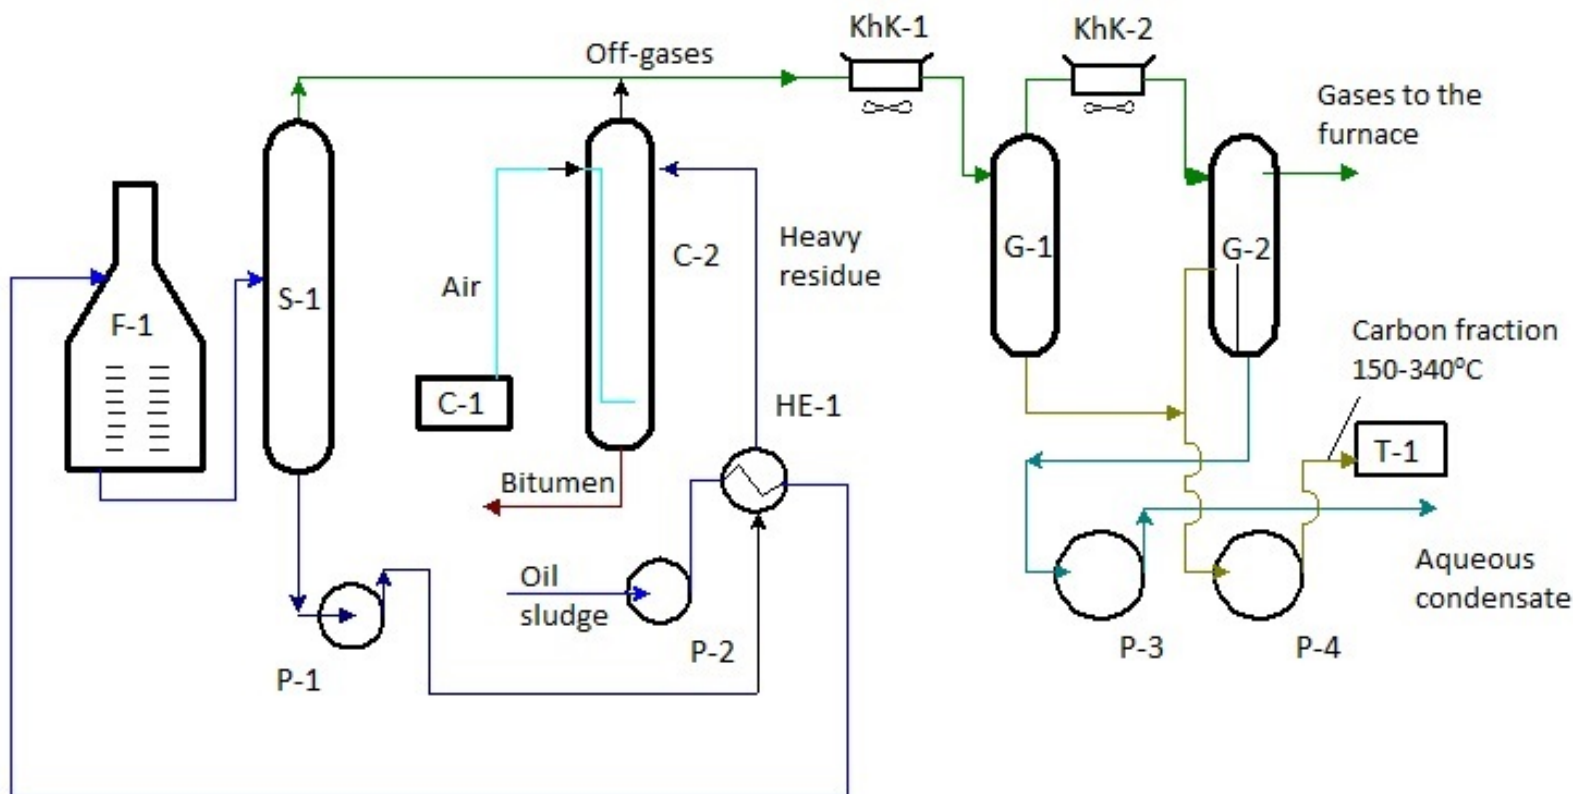 KhK-1
KhK-2
Off-gases
Gases to the
furnace
G-1
G-2
C-2
Heavy
residue
Air
S-1
F-1
Carbon fraction
150-340°C
C-1
HE-1
T-1
Bitumen
Oil
sludge
Aqueous
condensate
P-1
P-2
P-3
P-4